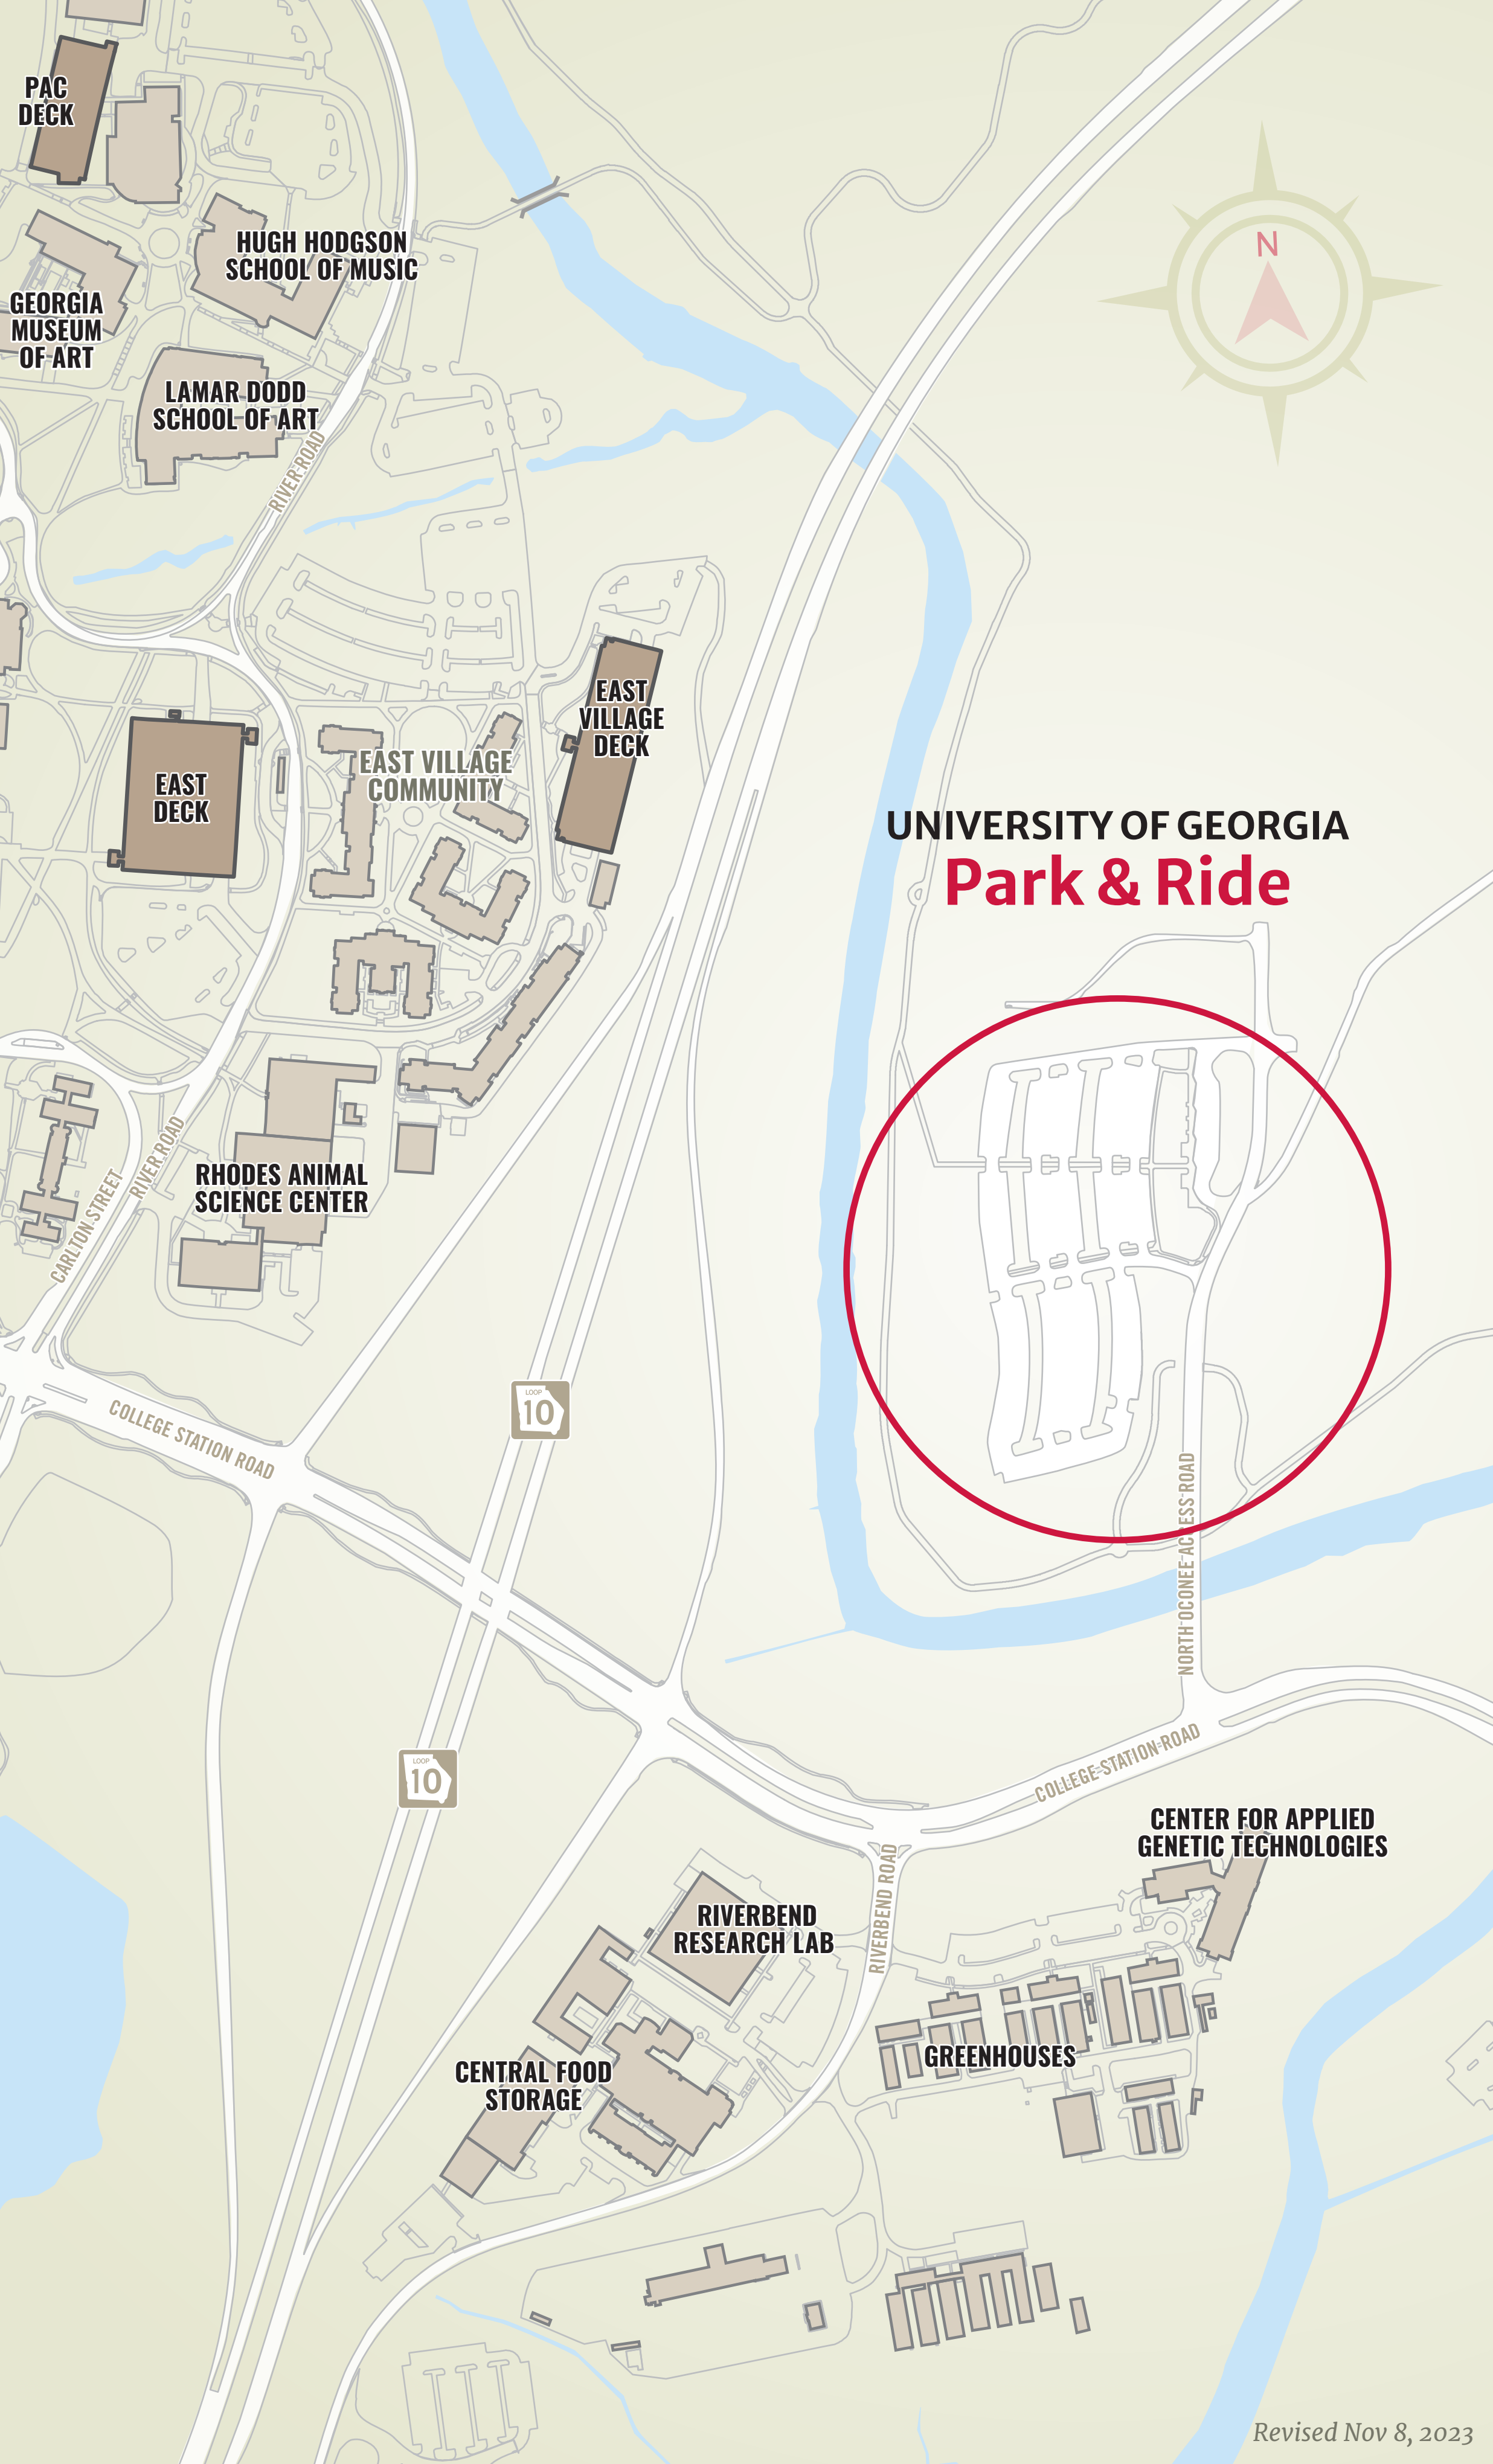 PAC
DECK
HUGH HODGSON
SCHOOL OF MUSIC
N
GEORGIA
MUSEUM
OF ART
LAMAR DODD
SCHOOL OF ART
RIVER ROAD
EAST
VILLAGE
DECK
EAST VILLAGE
COMMUNITY
EAST
DECK
UNIVERSITY OF GEORGIA
Park & Ride
RHODES ANIMAL
SCIENCE CENTER
RIVER ROAD
CARLTON STREET
LOOP
10
COLLEGE STATION ROAD
NORTH OCONEE ACCESS ROAD
LOOP
10
COLLEGE STATION ROAD
CENTER FOR APPLIED
GENETIC TECHNOLOGIES
RIVERBEND ROAD
RIVERBEND
RESEARCH LAB
GREENHOUSES
CENTRAL FOOD
STORAGE
Revised Nov 8, 2023